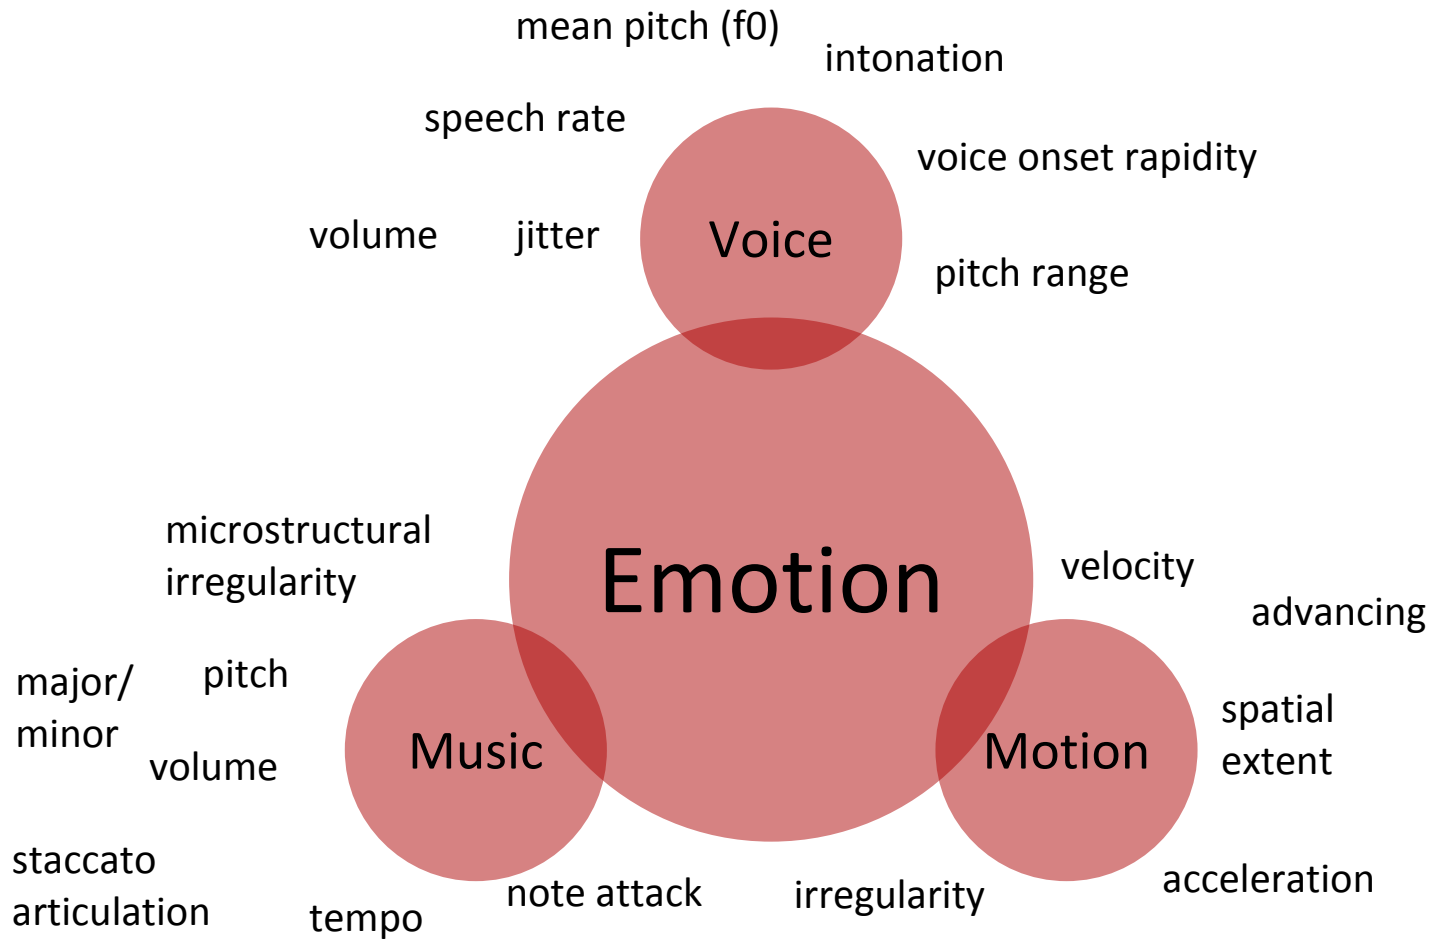 mean pitch (f0)
intonation
speech rate
voice onset rapidity
volume
jitter
Voice
pitch range
microstructural
irregularity
Emotion
velocity
advancing
major/
minor
pitch
volume
Music
Motion
spatial
extent
staccato
articulation
tempo
note attack
irregularity
acceleration